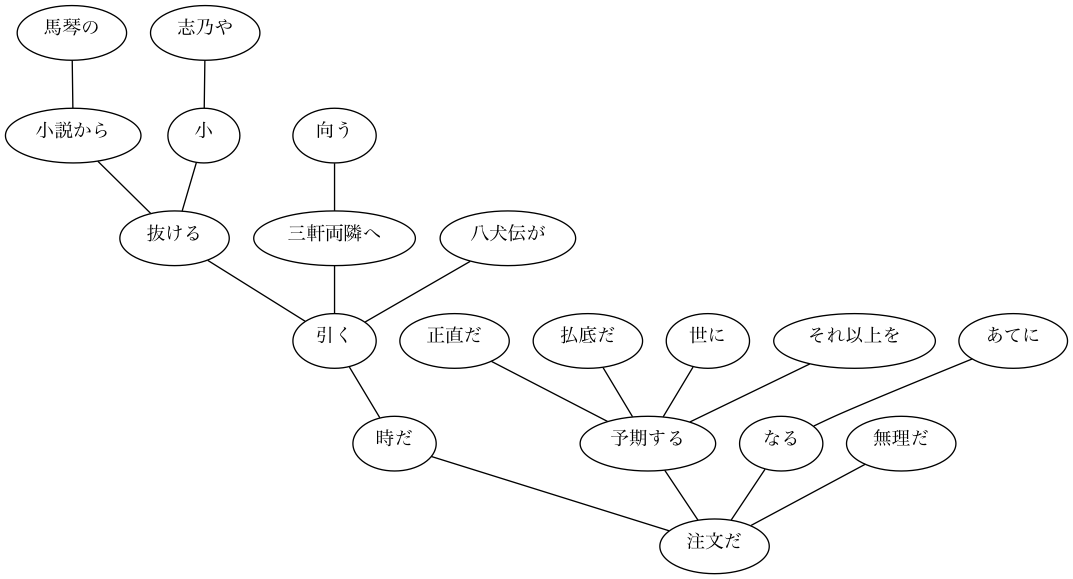 馬琴の
志乃や
小説から
小
向う
抜ける
三軒両隣へ
八犬伝が
引く
正直だ
払底だ
世に
それ以上を
あてに
時だ
予期する
なる
無理だ
注文だ